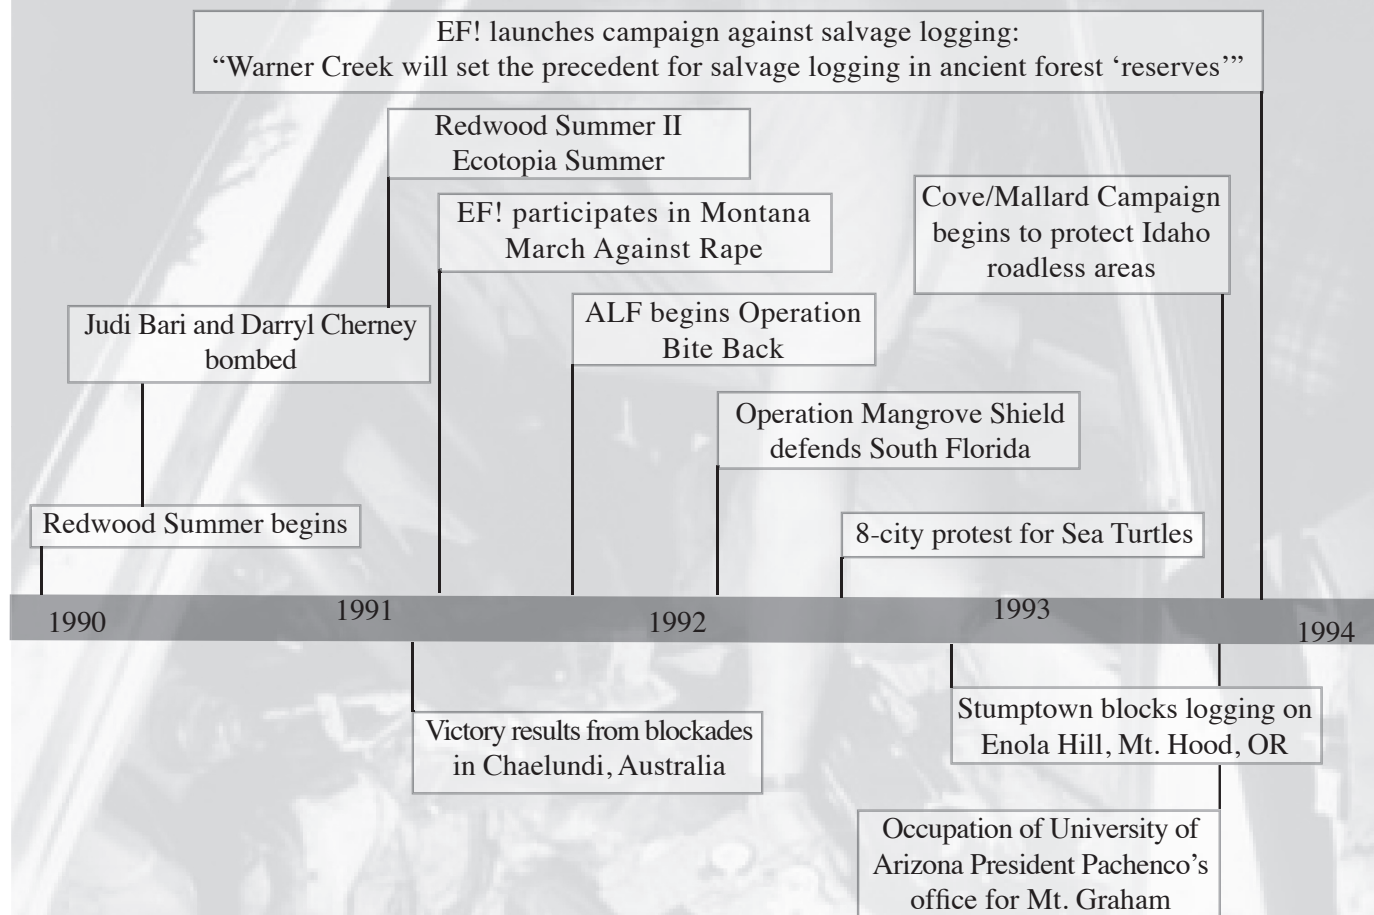 EF! launches campaign against salvage logging:
“Warner Creek will set the precedent for salvage logging in ancient forest ‘reserves’”
Redwood Summer II
Ecotopia Summer
EF! participates in Montana
March Against Rape
Cove/Mallard Campaign
begins to protect Idaho
roadless areas
Judi Bari and Darryl Cherney
bombed
ALF begins Operation
Bite Back
Operation Mangrove Shield
defends South Florida
Redwood Summer begins
8-city protest for Sea Turtles
1990
1991
1992
1993
1994
Victory results from blockades
in Chaelundi, Australia
Stumptown blocks logging on
Enola Hill, Mt. Hood, OR
Occupation of University of
Arizona President Pachenco’s
office for Mt. Graham